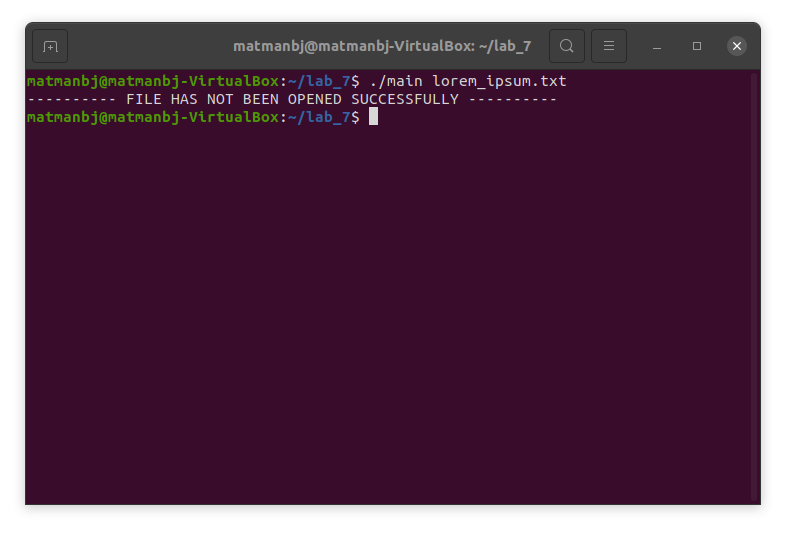 matmanbj@matmanbj-VirtualBox: ~/lab_7
matmanbj@matmanbj-VirtualBox:~/lab_7$ ./main lorem_ipsum.txt
---------- FILE HAS NOT BEEN OPENED SUCCESSFULLY ----------
matmanbj@matmanbj-VirtualBox:~/lab_7$